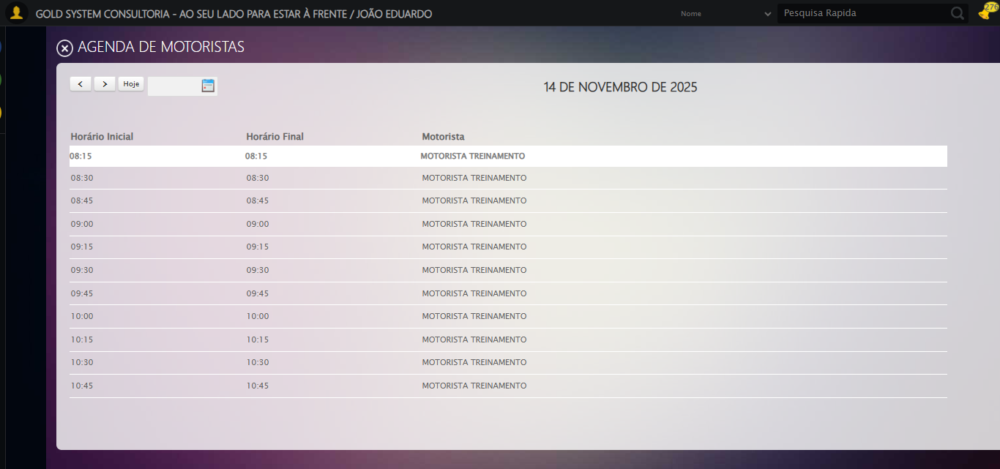 GOLD SYSTEM CONSULTORIA - AO SEU LADO PARA ESTAR À FRENTE / JOÃO EDUARDO Nome Pesquisa Rapida 276
AGENDA DE MOTORISTAS
< > Hoje 14 DE NOVEMBRO DE 2025
Horário Inicial Horário Final Motorista
08:15 08:15 MOTORISTA TREINAMENTO
08:30 08:30 MOTORISTA TREINAMENTO
08:45 08:45 MOTORISTA TREINAMENTO
09:00 09:00 MOTORISTA TREINAMENTO
09:15 09:15 MOTORISTA TREINAMENTO
09:30 09:30 MOTORISTA TREINAMENTO
09:45 09:45 MOTORISTA TREINAMENTO
10:00 10:00 MOTORISTA TREINAMENTO
10:15 10:15 MOTORISTA TREINAMENTO
10:30 10:30 MOTORISTA TREINAMENTO
10:45 10:45 MOTORISTA TREINAMENTO